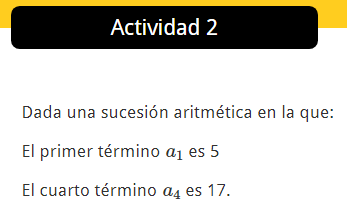 Actividad 2
Dada una sucesión aritmética en la que:
El primer término a₁ es 5
El cuarto término a₄ es 17.